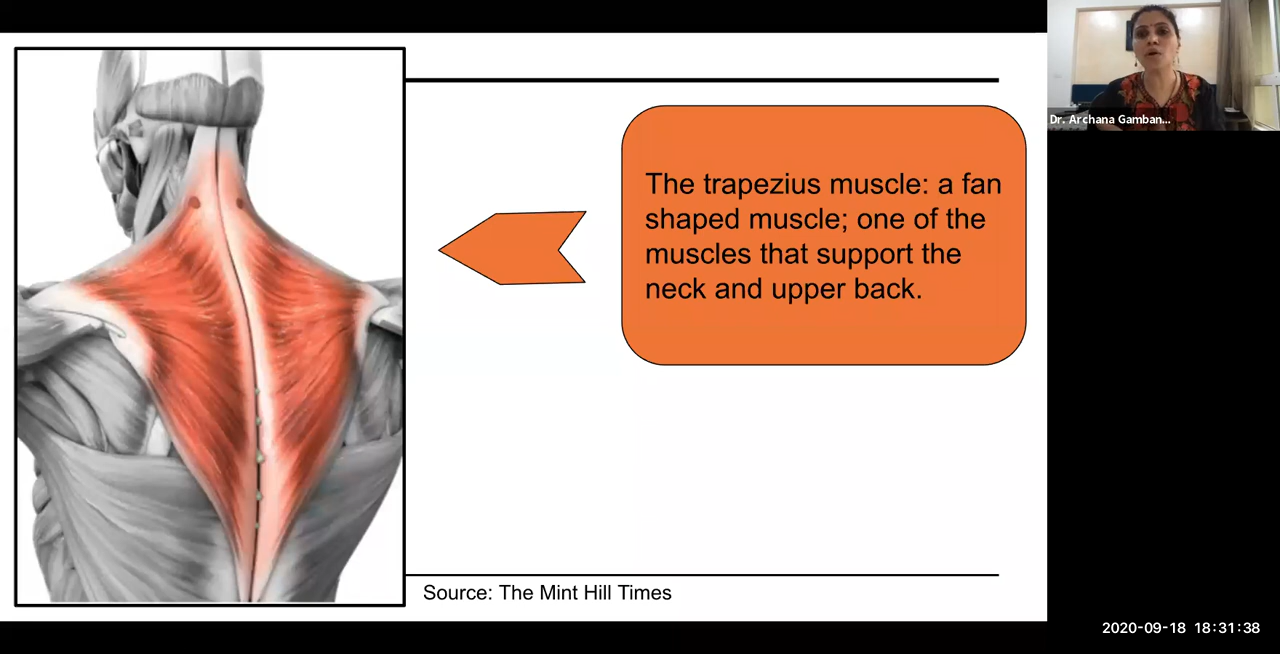 Dr. Archana Gamban...
The trapezius muscle: a fan
shaped muscle; one of the
muscles that support the
neck and upper back.
Source: The Mint Hill Times
2020-09-18 18:31:38